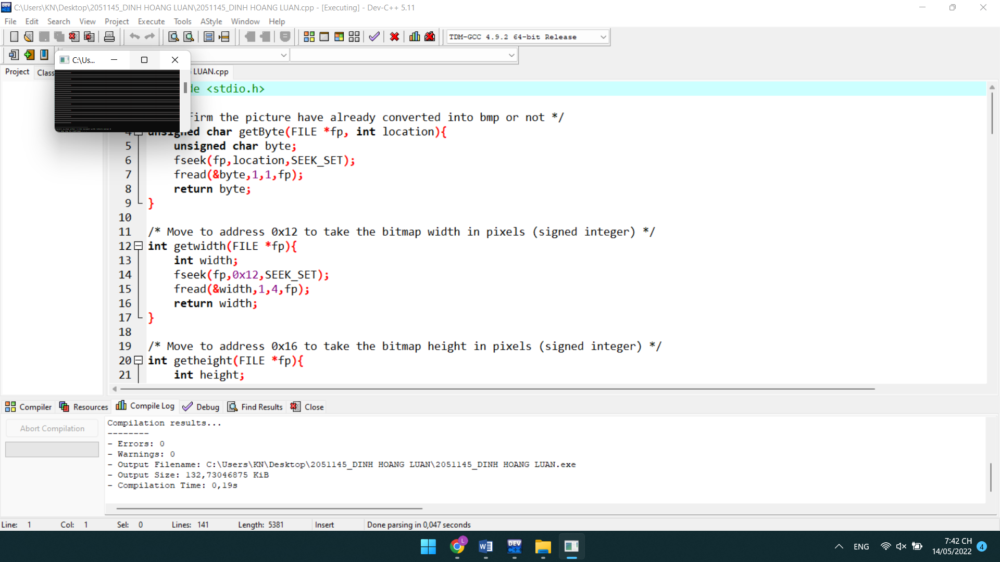 C:\Users\KN\Desktop\2051145_DINH HOANG LUAN\2051145_DINH HOANG LUAN.cpp - [Executing] - Dev-C++ 5.11
File Edit Search View Project Execute Tools AStyle Window Help
TDM-GCC 4.9.2 64-bit Release
C:\Us...
Project Class LUAN.cpp
de <stdio.h>
firm the picture have already converted into bmp or not */
4 unsigned char getByte(FILE *fp, int location){
5 unsigned char byte;
6 fseek(fp,location,SEEK_SET);
7 fread(&byte,1,1,fp);
8 return byte;
9 }
10
11 /* Move to address 0x12 to take the bitmap width in pixels (signed integer) */
12 int getwidth(FILE *fp){
13 int width;
14 fseek(fp,0x12,SEEK_SET);
15 fread(&width,1,4,fp);
16 return width;
17 }
18
19 /* Move to address 0x16 to take the bitmap height in pixels (signed integer) */
20 int getheight(FILE *fp){
21 int height;
Compiler Resources Compile Log Debug Find Results Close
Abort Compilation
Compilation results...
--------
- Errors: 0
- Warnings: 0
- Output Filename: C:\Users\KN\Desktop\2051145_DINH HOANG LUAN\2051145_DINH HOANG LUAN.exe
- Output Size: 132,73046875 KiB
- Compilation Time: 0,19s
Line: 1 Col: 1 Sel: 0 Lines: 141 Length: 5381 Insert Done parsing in 0,047 seconds
L
DEV
C++
ENG
7:42 CH
14/05/2022
4